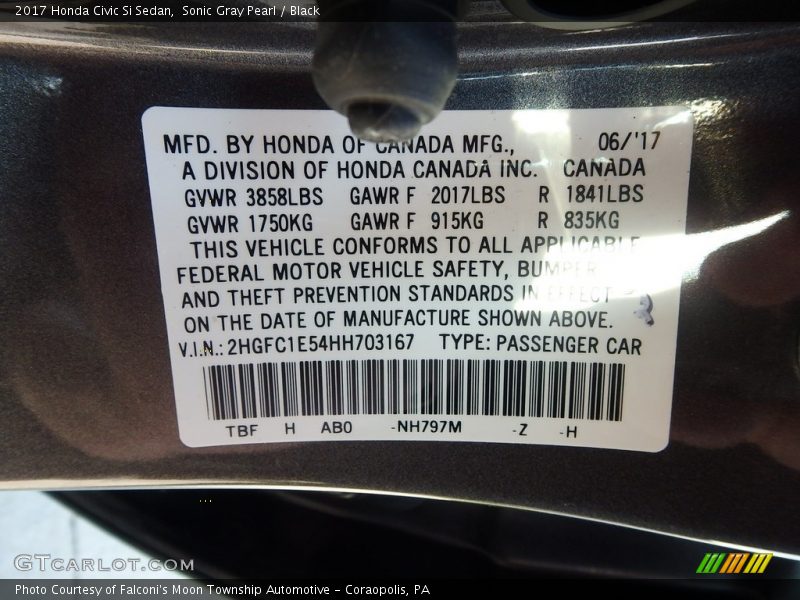 2017 Honda Civic Si Sedan,  Sonic Gray Pearl / Black
MFD. BY HONDA OF CANADA MFG., 06/'17
A DIVISION OF HONDA CANADA INC. CANADA
GVWR 3858LBS GAWR F 2017LBS R 1841LBS
GVWR 1750KG GAWR F 915KG R 835KG
THIS VEHICLE CONFORMS TO ALL APPLICABLE
FEDERAL MOTOR VEHICLE SAFETY, BUMPER
AND THEFT PREVENTION STANDARDS IN EFFECT
ON THE DATE OF MANUFACTURE SHOWN ABOVE.
V.I.N.: 2HGFC1E54HH703167 TYPE: PASSENGER CAR
TBF H AB0 -NH797M -Z -H
GTCarlot.com
Photo Courtesy of Falconi's Moon Township Automotive – Coraopolis, PA